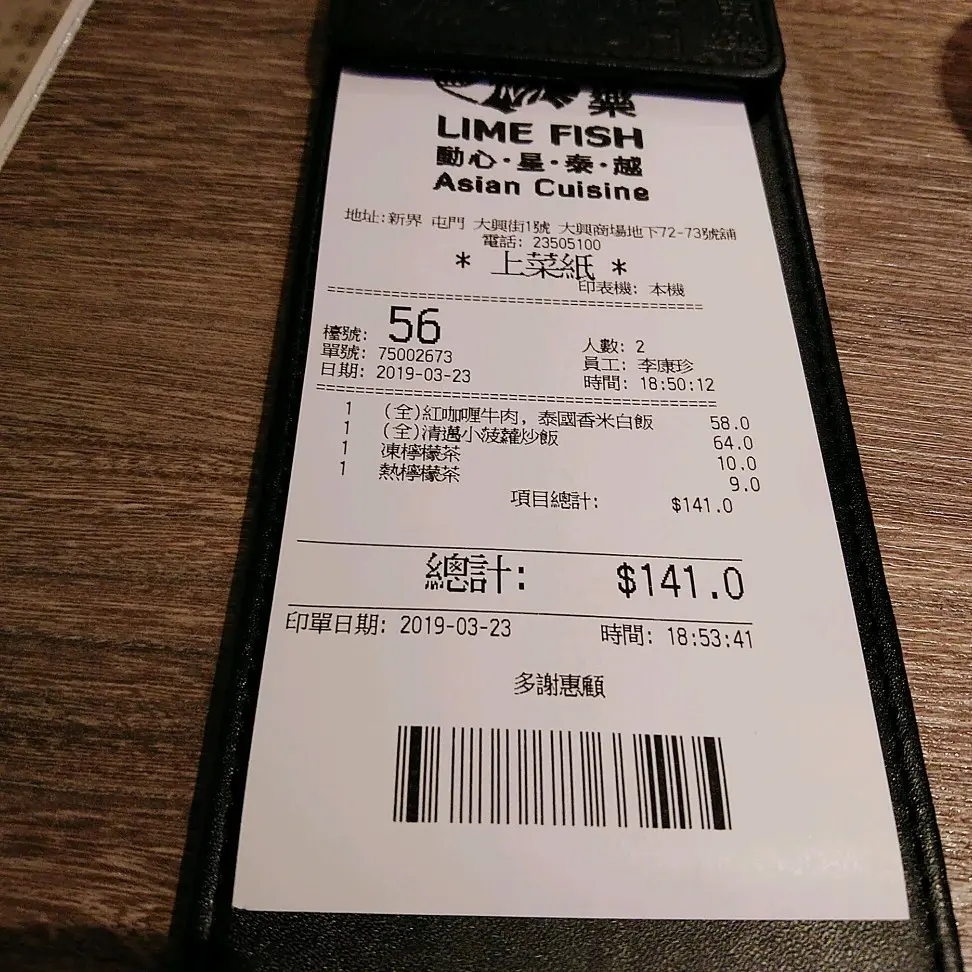 藥
LIME FISH
動心·星·泰·越
Asian Cuisine
地址:新界 屯門 大興街1號 大興商場地下72-73號舖
電話: 23505100
* 上菜紙 *
印表機: 本機
檯號: 56
人數: 2
單號: 75002673
員工: 李康珍
日期: 2019-03-23
時間: 18:50:12
1 (全)紅咖喱牛肉, 泰國香米白飯 58.0
1 (全)清邁小菠蘿炒飯 64.0
1 凍檸檬茶 10.0
1 熱檸檬茶 9.0
項目總計: $141.0
總計: $141.0
印單日期: 2019-03-23 時間: 18:53:41
多謝惠顧